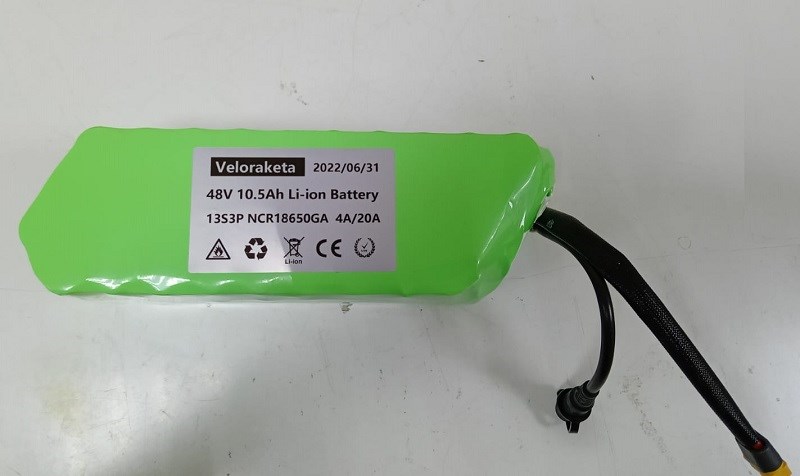 Veloraketa 2022/06/31
48V 10.5Ah Li-ion Battery
13S3P NCR18650GA 4A/20A
Li-ion
CE